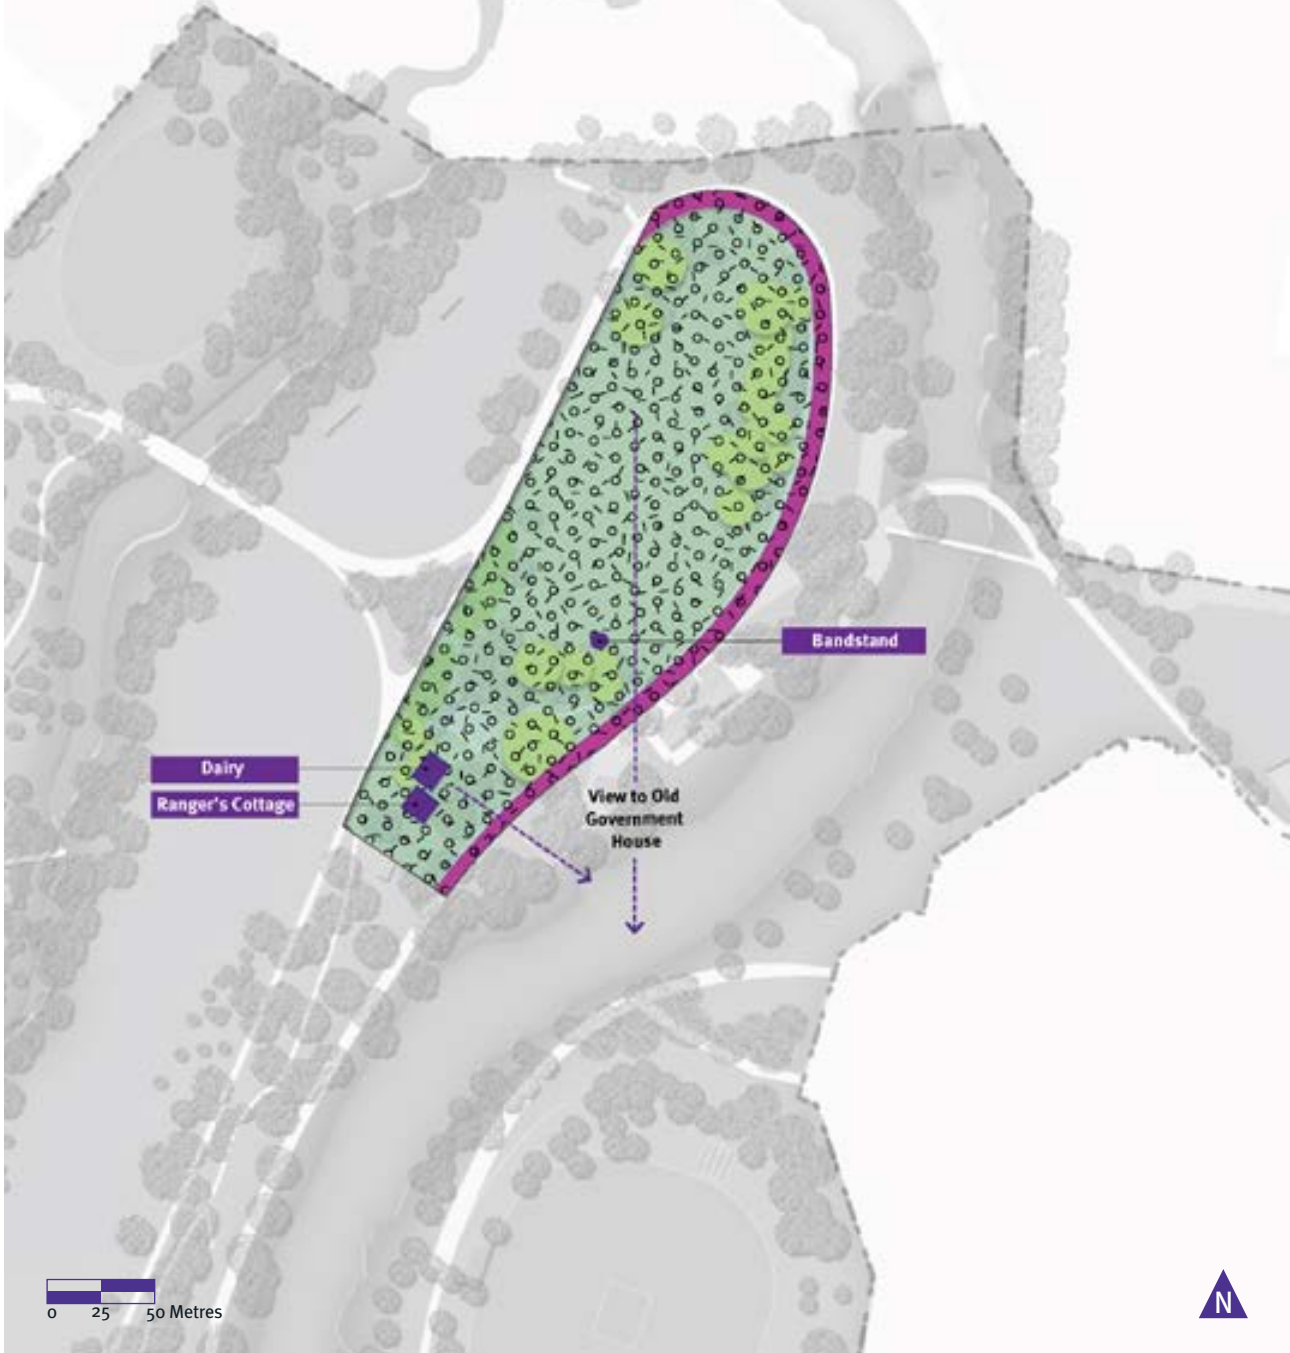 Bandstand
Dairy
Ranger's Cottage
View to Old
Government
House
0 25 50 Metres
N